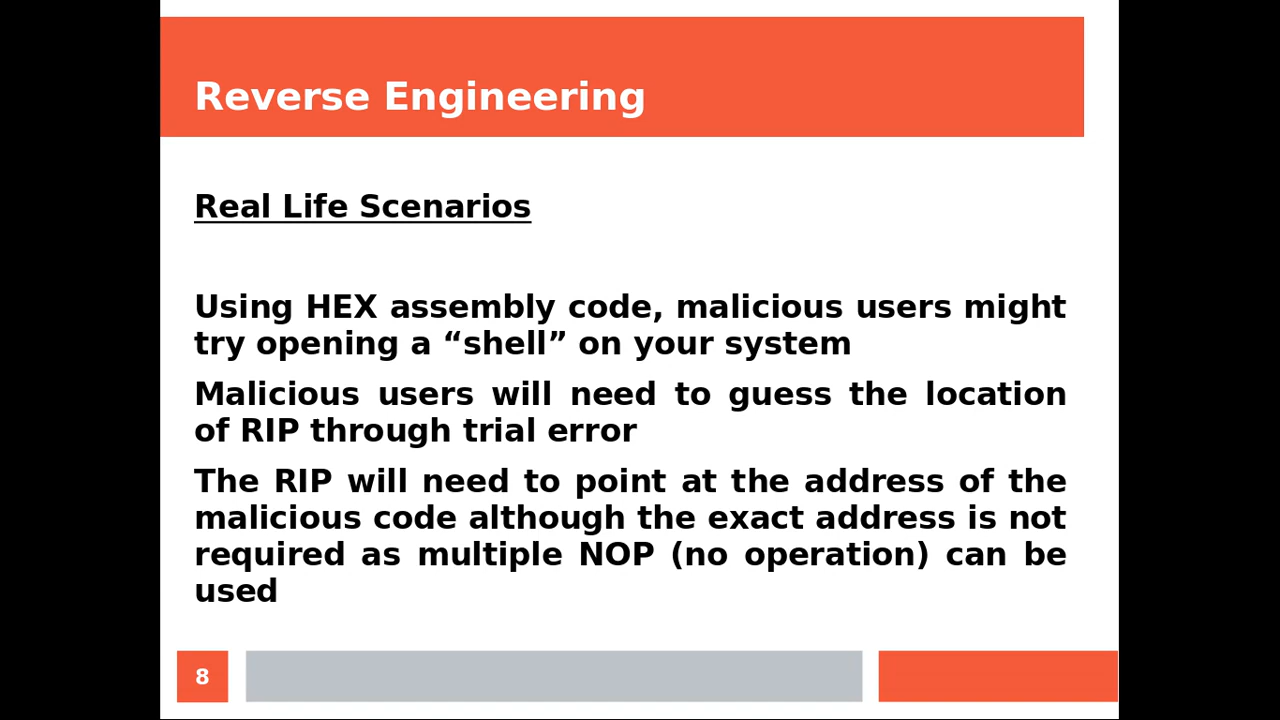 Reverse Engineering
Real Life Scenarios
Using HEX assembly code, malicious users might
try opening a “shell” on your system
Malicious users will need to guess the location
of RIP through trial error
The RIP will need to point at the address of the
malicious code although the exact address is not
required as multiple NOP (no operation) can be
used
8